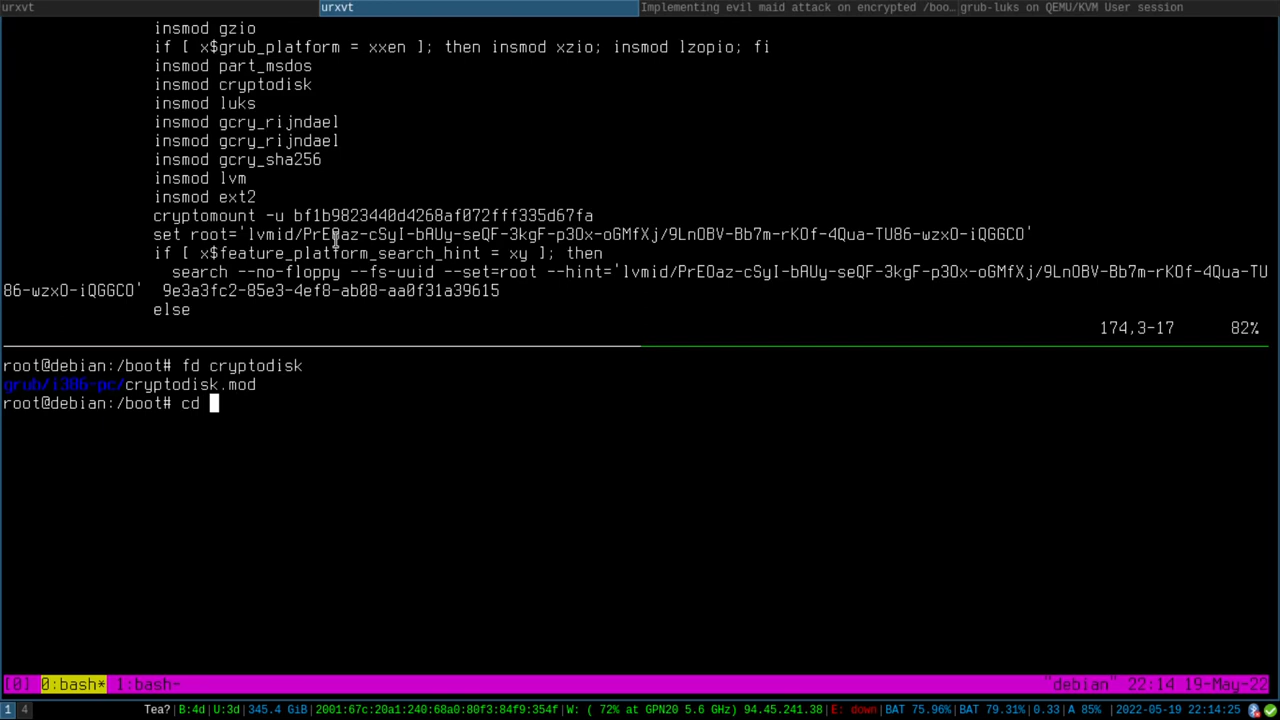 urxvt urxvt Implementing evil maid attack on encrypted /boo… grub-luks on QEMU/KVM User session
insmod gzio
if [ x$grub_platform = xxen ]; then insmod xzio; insmod lzopio; fi
insmod part_msdos
insmod cryptodisk
insmod luks
insmod gcry_rijndael
insmod gcry_rijndael
insmod gcry_sha256
insmod lvm
insmod ext2
cryptomount -u bf1b9823440d4268af072fff335d67fa
set root='lvmid/PrEOaz-cSyI-bAUy-seQF-3kgF-p3Ox-oGMfXj/9LnOBV-Bb7m-rKOf-4Qua-TU86-wzxO-iQGGCO'
if [ x$feature_platform_search_hint = xy ]; then
search --no-floppy --fs-uuid --set=root --hint='lvmid/PrEOaz-cSyI-bAUy-seQF-3kgF-p3Ox-oGMfXj/9LnOBV-Bb7m-rKOf-4Qua-TU
86-wzxO-iQGGCO' 9e3a3fc2-85e3-4ef8-ab08-aa0f31a39615
else
174,3-17 82%
root@debian:/boot# fd cryptodisk
grub/i386-pc/cryptodisk.mod
root@debian:/boot# cd
[0] 0:bash* 1:bash- "debian" 22:14 19-May-22
1 4 Tea?|B:4d|U:3d|345.4 GiB|2001:67c:20a1:240:68a0:80f3:84f9:354f|W: ( 72% at GPN20 5.6 GHz) 94.45.241.38|E: down|BAT 75.96%|BAT 79.31%|0.33|A 85% |2022-05-19 22:14:25